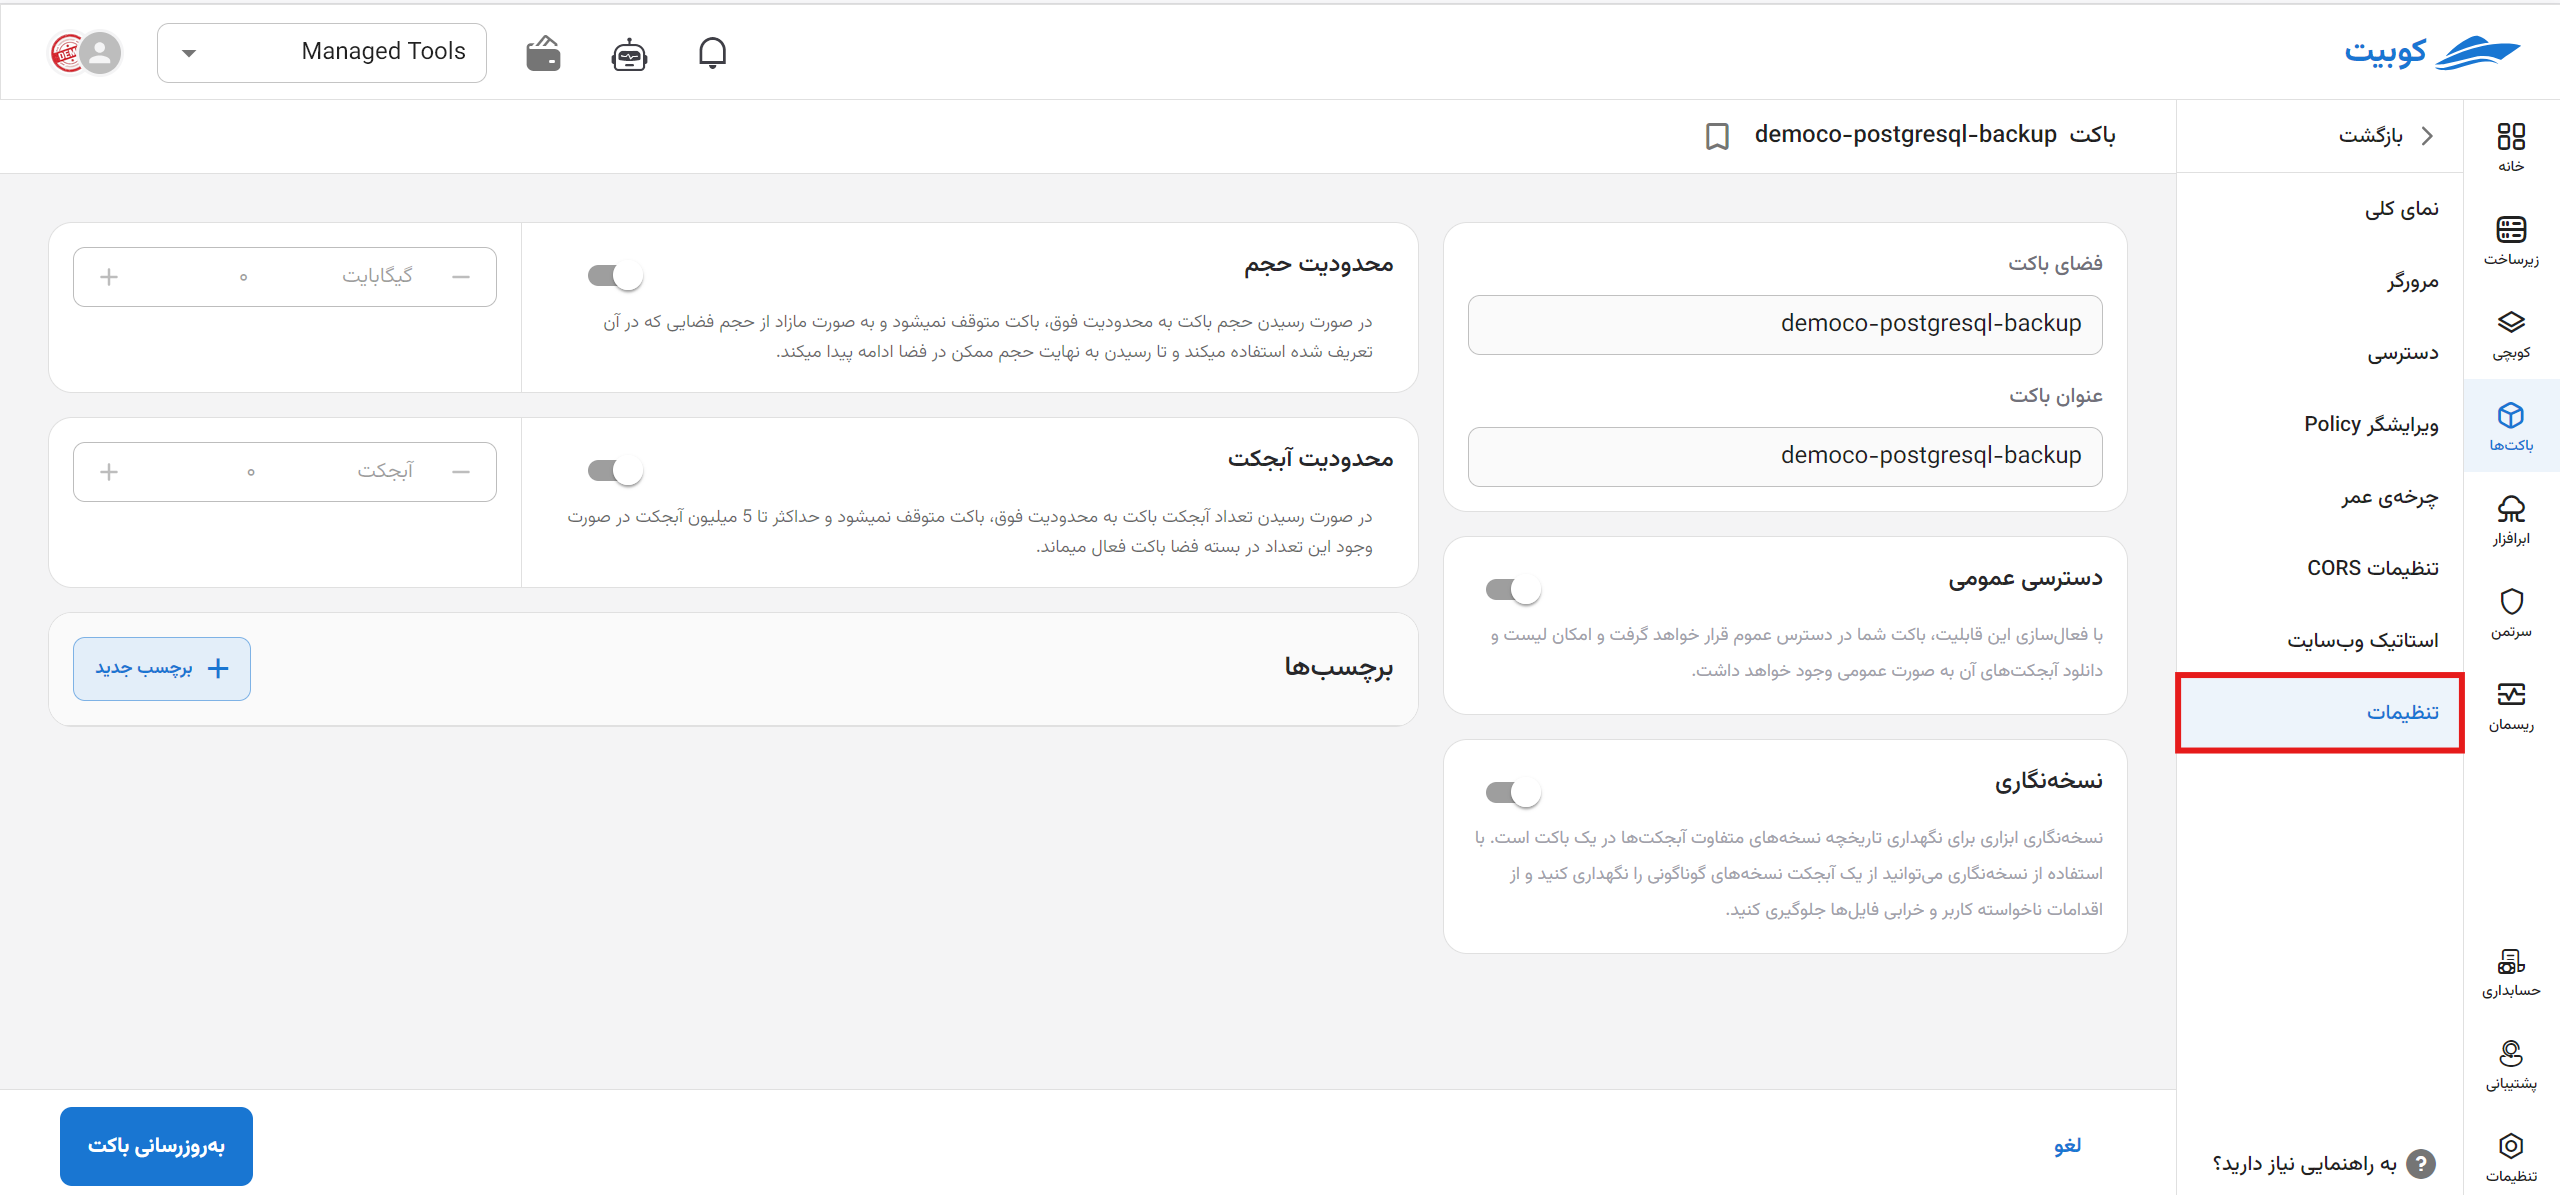 کوبیت
Managed Tools
DEMO
خانه
زیرساخت
کوبچی
باکت‌ها
ابرافزار
سرتمن
ریسمان
حسابداری
پشتیبانی
تنظیمات
بازگشت
نمای کلی
مرورگر
دسترسی
ویرایشگر Policy
چرخه‌ی عمر
تنظیمات CORS
استاتیک وب‌سایت
تنظیمات
به راهنمایی نیاز دارید؟
باکت democo-postgresql-backup
فضای باکت
democo-postgresql-backup
عنوان باکت
democo-postgresql-backup
دسترسی عمومی
با فعال‌سازی این قابلیت، باکت شما در دسترس عموم قرار خواهد گرفت و امکان لیست و
دانلود آبجکت‌های آن به صورت عمومی وجود خواهد داشت.
نسخه‌نگاری
نسخه‌نگاری ابزاری برای نگهداری تاریخچه نسخه‌های متفاوت آبجکت‌ها در یک باکت است. با
استفاده از نسخه‌نگاری می‌توانید از یک آبجکت نسخه‌های گوناگونی را نگهداری کنید و از
اقدامات ناخواسته کاربر و خرابی فایل‌ها جلوگیری کنید.
محدودیت حجم
در صورت رسیدن حجم باکت به محدودیت فوق، باکت متوقف نمیشود و به صورت مازاد از حجم فضایی که در آن
تعریف شده استفاده میکند و تا رسیدن به نهایت حجم ممکن در فضا ادامه پیدا میکند.
گیگابایت ۰
محدودیت آبجکت
در صورت رسیدن تعداد آبجکت باکت به محدودیت فوق، باکت متوقف نمیشود و حداکثر تا 5 میلیون آبجکت در صورت
وجود این تعداد در بسته فضا باکت فعال میماند.
آبجکت ۰
برچسب‌ها
برچسب جدید
لغو
به‌روزرسانی باکت